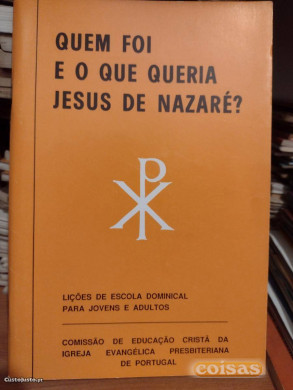 QUEM FOI
E O QUE QUERIA
JESUS DE NAZARÉ?
LIÇÕES DE ESCOLA DOMINICAL
PARA JOVENS E ADULTOS
COMISSÃO DE EDUCAÇÃO CRISTÃ DA
IGREJA EVANGÉLICA PRESBITERIANA
DE PORTUGAL
coisas
CustoJusto.pt